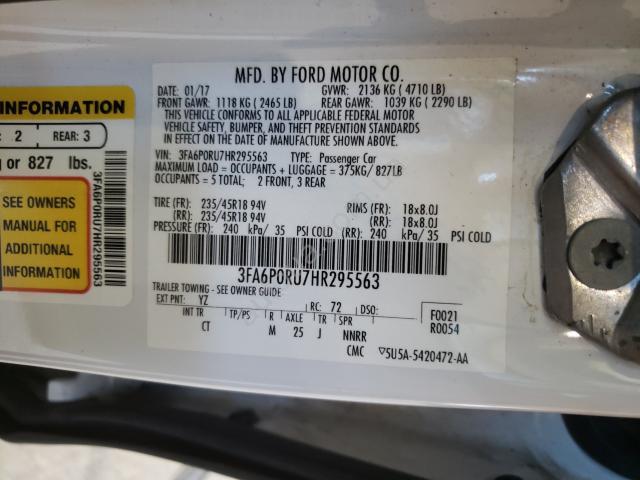 MFD. BY FORD MOTOR CO.
DATE: 01/17 GVWR: 2136 KG ( 4710 LB)
FRONT GAWR: 1118 KG ( 2465 LB) REAR GAWR: 1039 KG ( 2290 LB)
THIS VEHICLE CONFORMS TO ALL APPLICABLE FEDERAL MOTOR
VEHICLE SAFETY, BUMPER, AND THEFT PREVENTION STANDARDS
IN EFFECT ON THE DATE OF MANUFACTURE SHOWN ABOVE.
VIN: 3FA6P0RU7HR295563 TYPE: Passenger Car
MAXIMUM LOAD = OCCUPANTS + LUGGAGE = 375KG/ 827LB
OCCUPANTS = 5 TOTAL; 2 FRONT, 3 REAR
TIRE (FR): 235/45R18 94V RIMS (FR): 18x8.0J
(RR): 235/45R18 94V (RR): 18x8.0J
PRESSURE (FR): 240 kPa/ 35 PSI COLD (RR): 240 kPa/ 35 PSI COLD
3FA6P0RU7HR295563
TRAILER TOWING - SEE OWNER GUIDE
EXT PNT: YZ RC: 72 DSO: F0021
R0054
INT TR TP/PS R AXLE TR SPR
CT M 25 J NNRR
CMC 5U5A-5420472-AA
INFORMATION
: 2 REAR: 3
or 827 lbs.
SEE OWNERS
MANUAL FOR
ADDITIONAL
INFORMATION
3FA6P0RU7HR295563